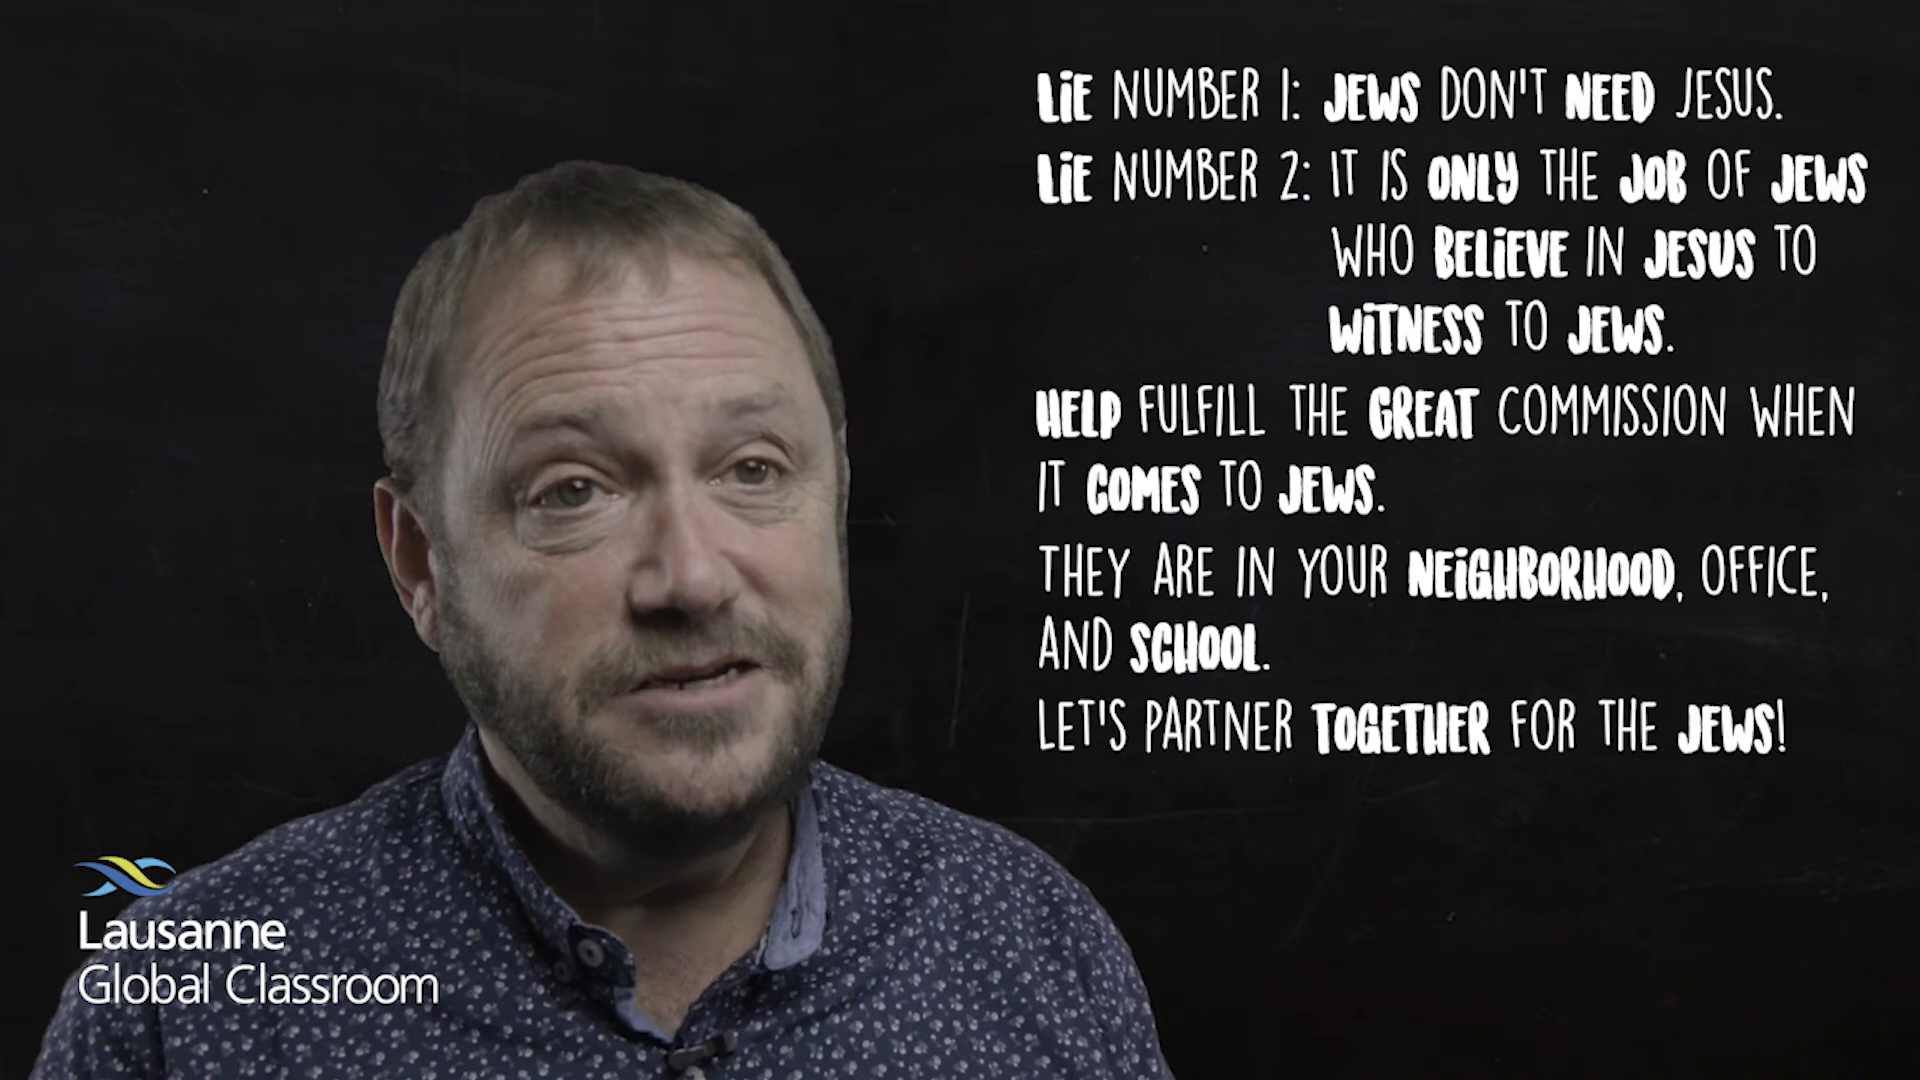 LiE NUMBER 1: JEWS DON'T NEED JESUS.
LiE NUMBER 2: IT IS ONLY THE JOB OF JEWS
WHO BELiEVE IN JESUS TO
WiTNESS TO JEWS.
HELP FULFILL THE GREAT COMMISSION WHEN
IT COMES TO JEWS.
THEY ARE IN YOUR NEiGHBORHOOD, OFFICE,
AND SCHOOL.
LET'S PARTNER TOGETHER FOR THE JEWS!
Lausanne
Global Classroom